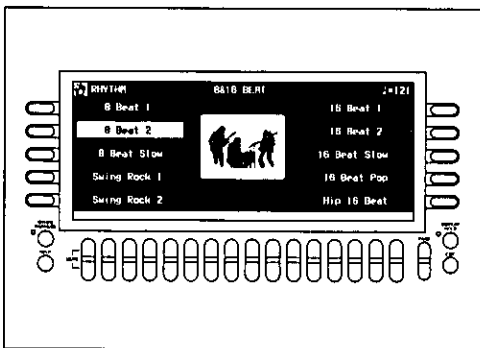 RHYTHM
8&16 BEAT
♩=121
8 Beat 1
8 Beat 2
8 Beat Slow
Swing Rock 1
Swing Rock 2
16 Beat 1
16 Beat 2
16 Beat Slow
16 Beat Pop
Hip 16 Beat